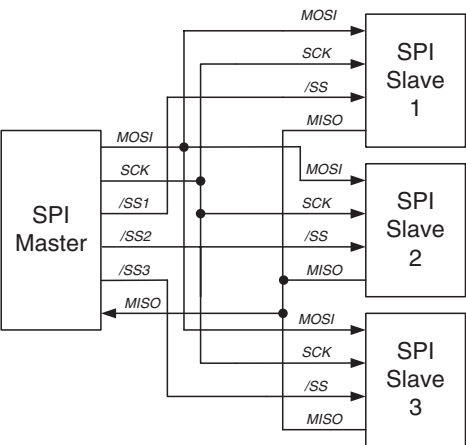 SPI
Master
MOSI
SCK
/SS1
/SS2
/SS3
MISO
MOSI
SCK
/SS
MISO
SPI
Slave
1
MOSI
SCK
/SS
MISO
SPI
Slave
2
MOSI
SCK
/SS
MISO
SPI
Slave
3